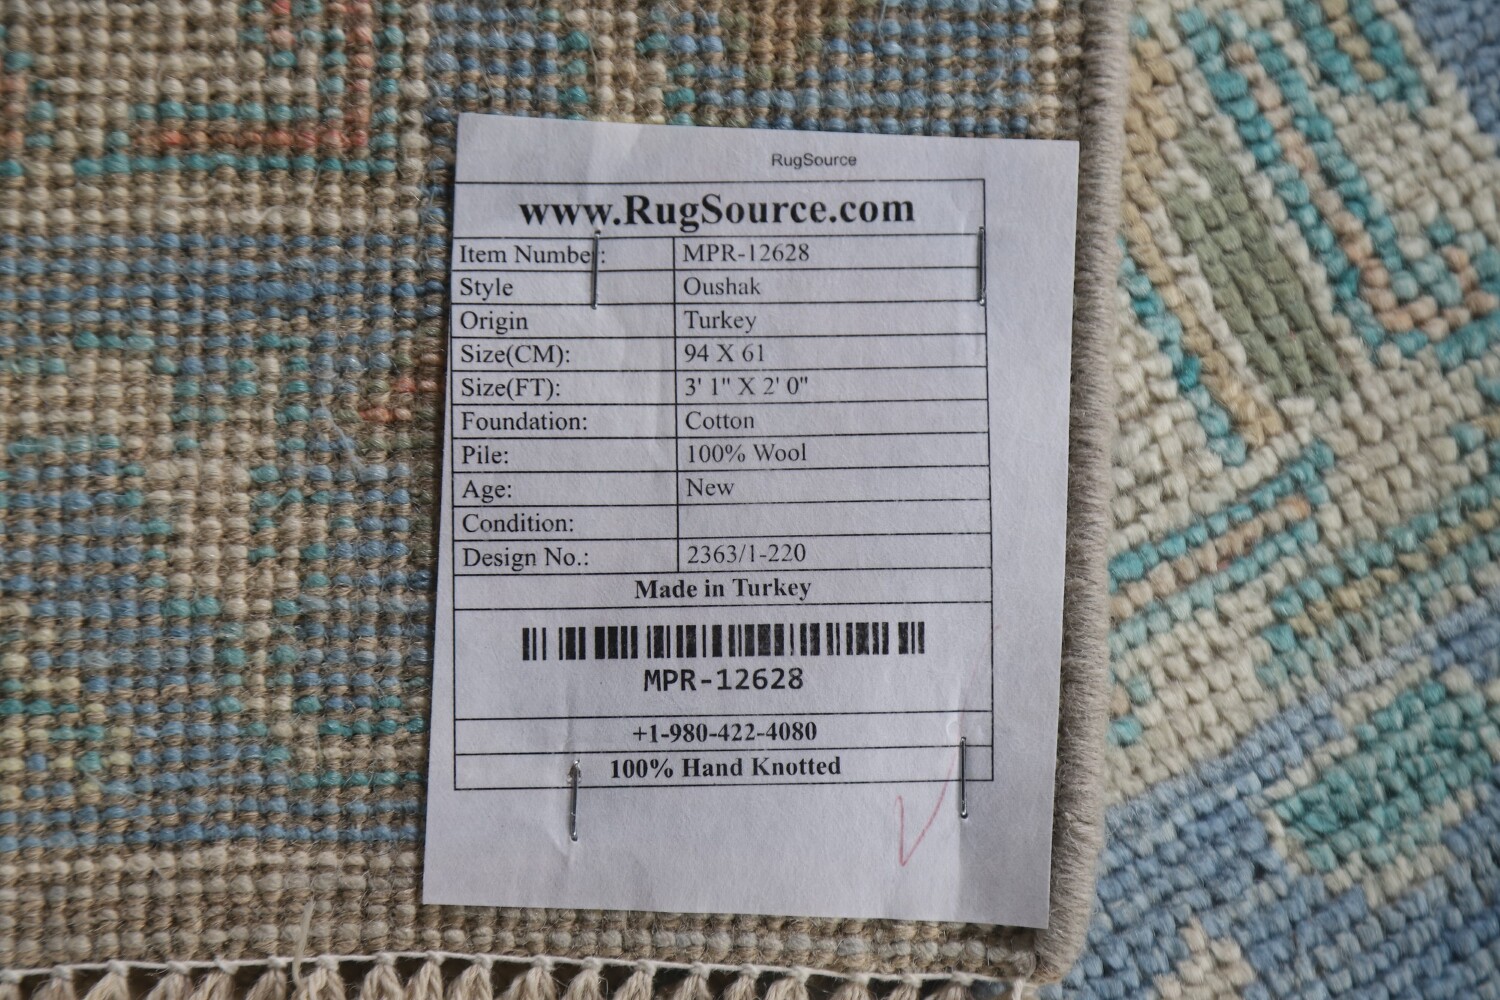 RugSource
www.RugSource.com
Item Number: MPR-12628
Style Oushak
Origin Turkey
Size(CM): 94 X 61
Size(FT): 3' 1" X 2' 0"
Foundation: Cotton
Pile: 100% Wool
Age: New
Condition:
Design No.: 2363/1-220
Made in Turkey
MPR-12628
+1-980-422-4080
100% Hand Knotted